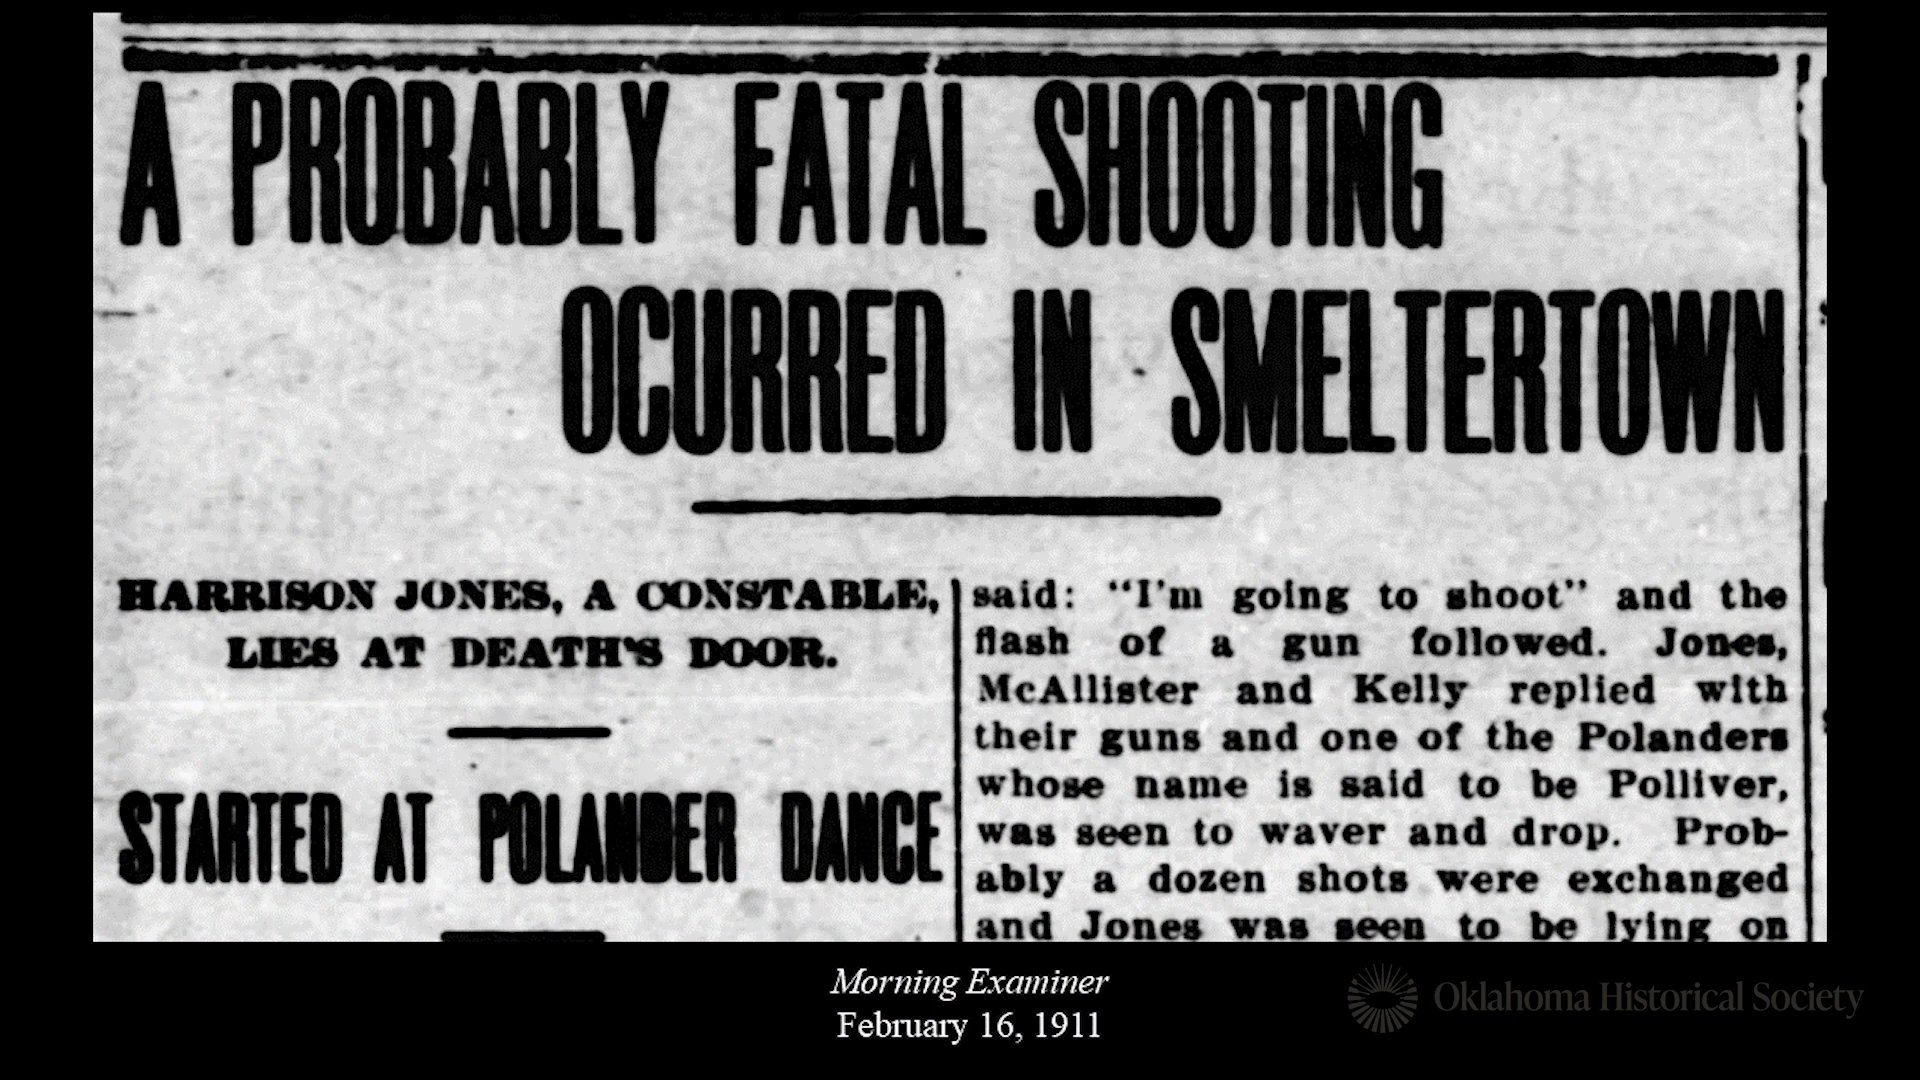 A PROBABLY FATAL SHOOTING
OCURRED IN SMELTERTOWN
HARRISON JONES, A CONSTABLE,
LIES AT DEATH'S DOOR.
STARTED AT POLANDER DANCE
said: "I'm going to shoot" and the
flash of a gun followed. Jones,
McAllister and Kelly replied with
their guns and one of the Polanders
whose name is said to be Polliver,
was seen to waver and drop. Prob-
ably a dozen shots were exchanged
and Jones was seen to be lying on
Morning Examiner
February 16, 1911
Oklahoma Historical Society